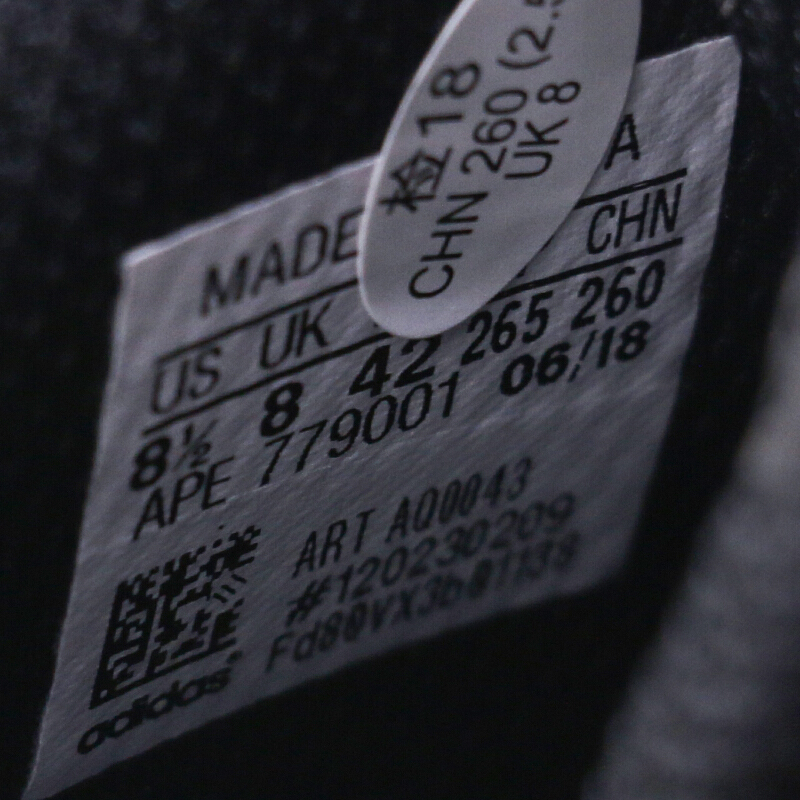 检18
CHN 260 (2.5
UK 8
MADE A
US UK CHN
8½ 8 42 265 260
APE 779001 06/18
ART AQ0043
#120230209
adidas